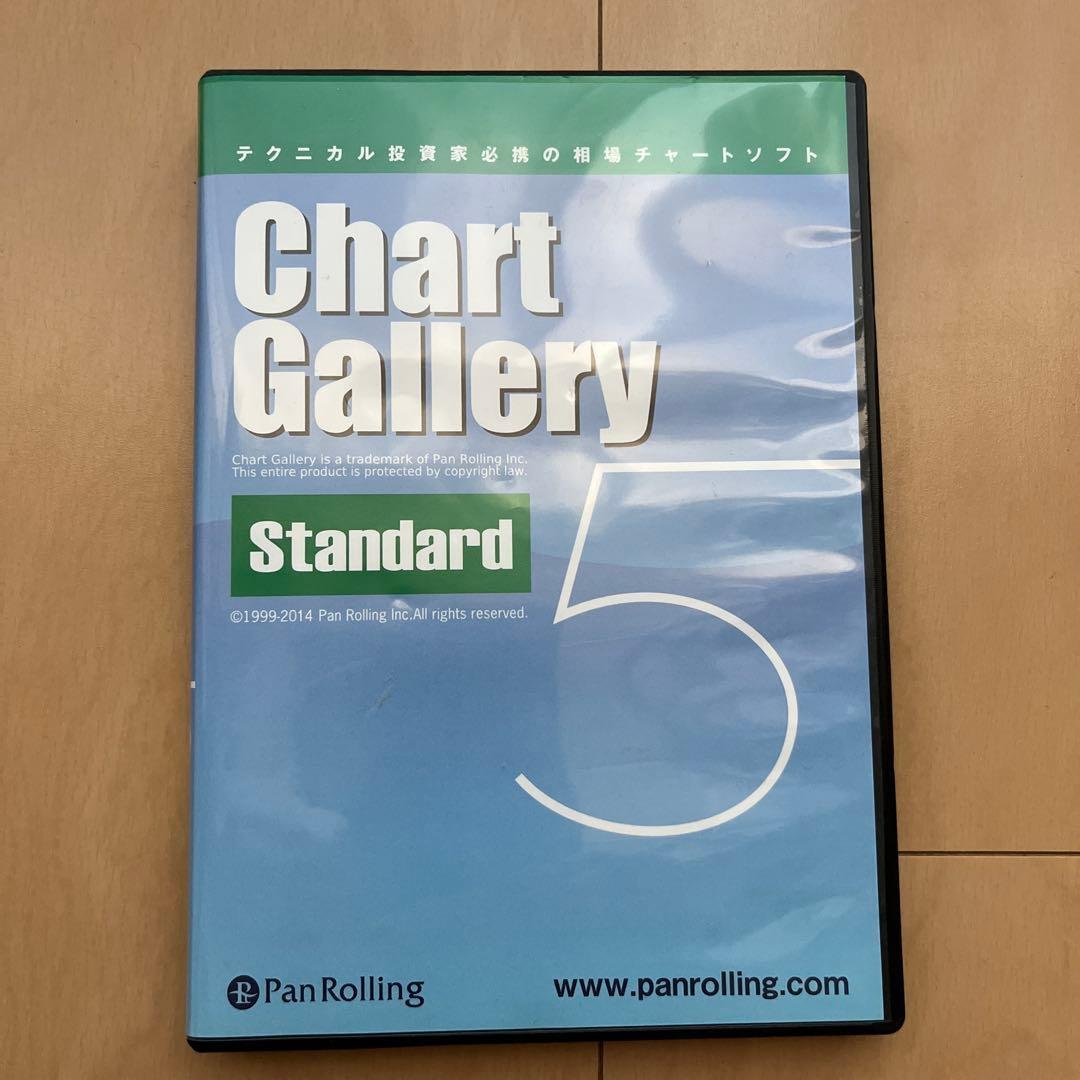 テクニカル投資家必携の相場チャートソフト
Chart
Gallery
Chart Gallery is a trademark of Pan Rolling Inc.
This entire product is protected by copyright law.
5
Standard
©1999-2014 Pan Rolling Inc.All rights reserved.
PanRolling
www.panrolling.com